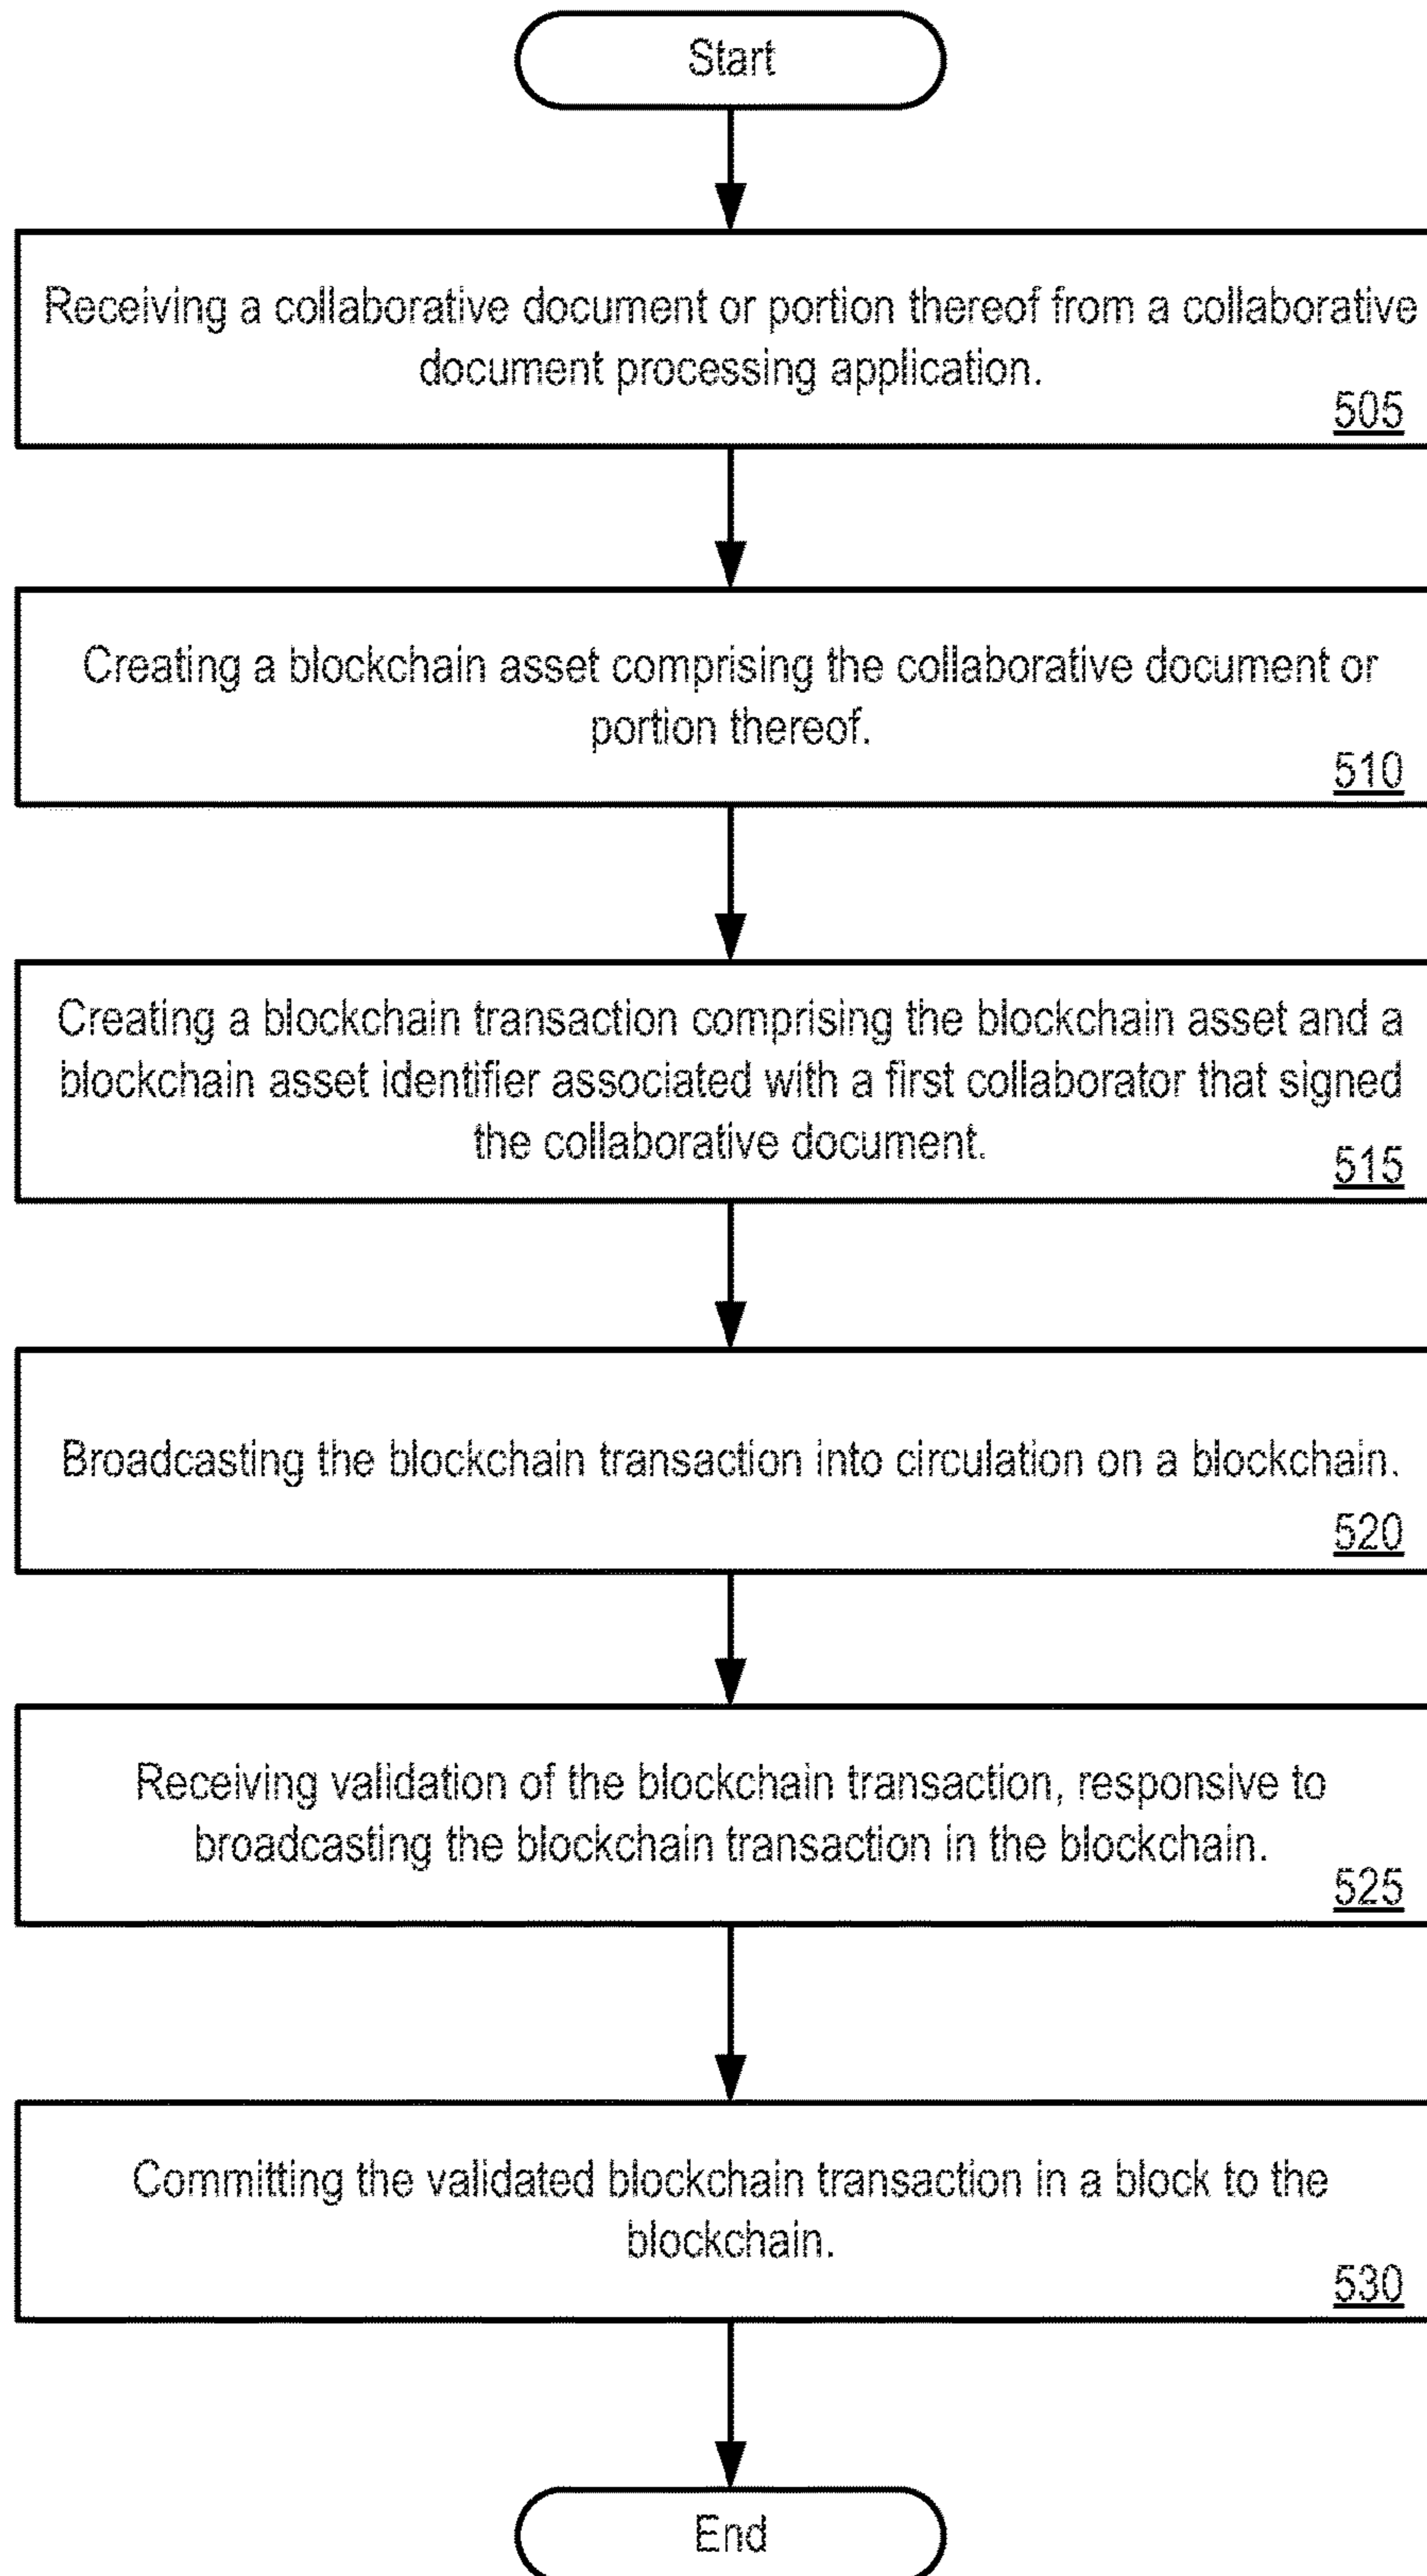 Start
Receiving a collaborative document or portion thereof from a collaborative
document processing application.
505
Creating a blockchain asset comprising the collaborative document or
portion thereof.
510
Creating a blockchain transaction comprising the blockchain asset and a
blockchain asset identifier associated with a first collaborator that signed
the collaborative document.
515
Broadcasting the blockchain transaction into circulation on a blockchain.
520
Receiving validation of the blockchain transaction, responsive to
broadcasting the blockchain transaction in the blockchain.
525
Committing the validated blockchain transaction in a block to the
blockchain.
530
End